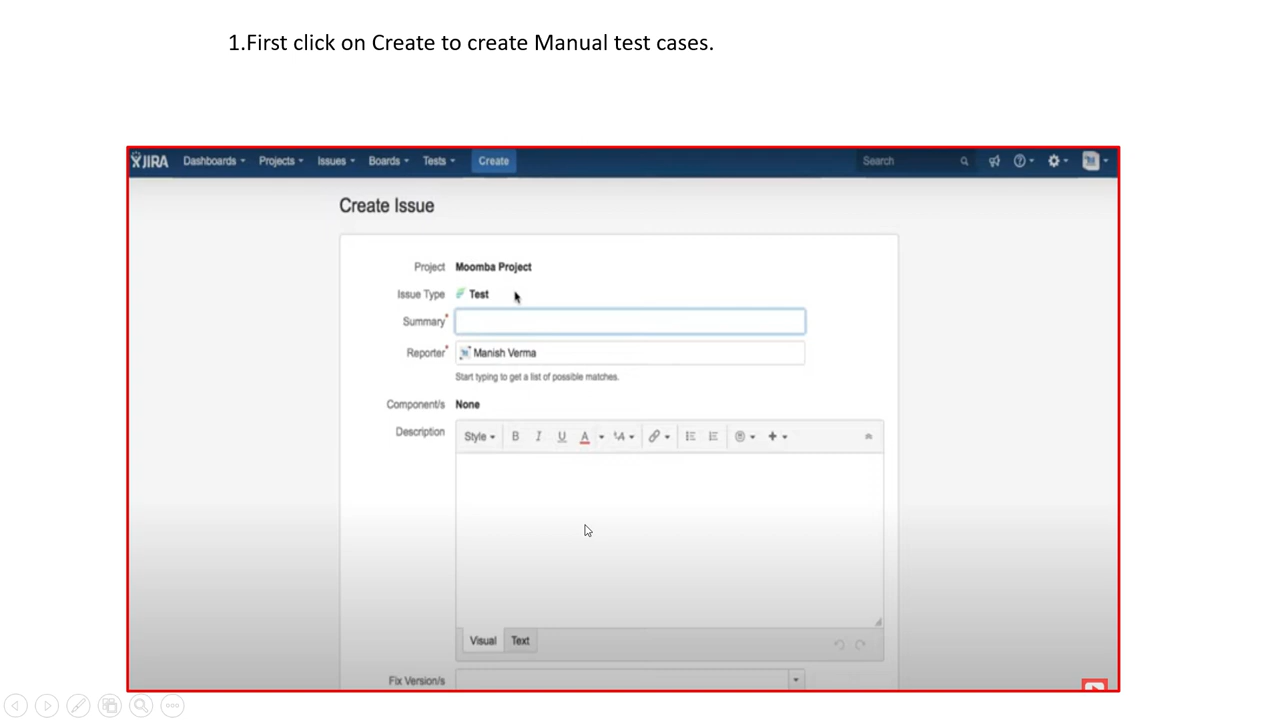 1.First click on Create to create Manual test cases.
JIRA Dashboards Projects Issues Boards Tests Create Search
Create Issue
Project Moomba Project
Issue Type Test
Summary*
Reporter* Manish Verma
Start typing to get a list of possible matches.
Component/s None
Description Style B I U A
Visual Text
Fix Version/s